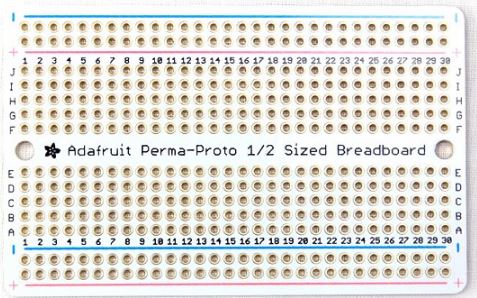 - -
+ +
1 2 3 4 5 6 7 8 9 10 11 12 13 14 15 16 17 18 19 20 21 22 23 24 25 26 27 28 29 30
J J
I I
H H
G G
F F
Adafruit Perma-Proto 1/2 Sized Breadboard
E E
D D
C C
B B
A A
1 2 3 4 5 6 7 8 9 10 11 12 13 14 15 16 17 18 19 20 21 22 23 24 25 26 27 28 29 30
- -
+ +